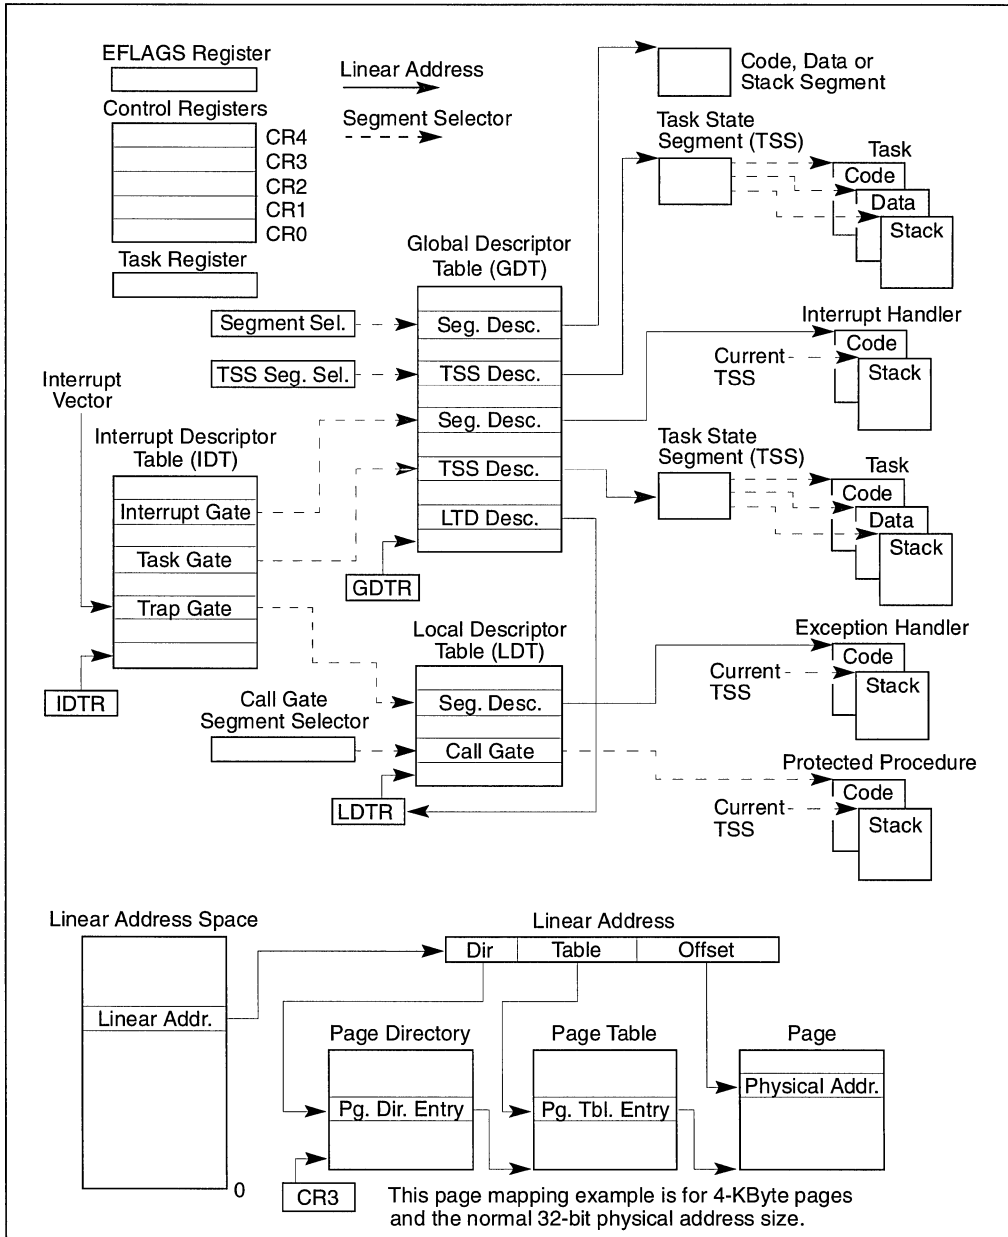 EFLAGS Register
Control Registers
CR4
CR3
CR2
CR1
CR0
Task Register
Linear Address
Segment Selector
Code, Data or
Stack Segment
Task State
Segment (TSS)
Task
Code
Data
Stack
Global Descriptor
Table (GDT)
Segment Sel.
Seg. Desc.
TSS Seg. Sel.
TSS Desc.
Seg. Desc.
TSS Desc.
LTD Desc.
GDTR
Interrupt Handler
Code
Current
TSS
Stack
Interrupt
Vector
Interrupt Descriptor
Table (IDT)
Interrupt Gate
Task Gate
Trap Gate
IDTR
Task State
Segment (TSS)
Task
Code
Data
Stack
Local Descriptor
Table (LDT)
Seg. Desc.
Call Gate
Call Gate
Segment Selector
LDTR
Exception Handler
Code
Current
TSS
Stack
Protected Procedure
Code
Current
TSS
Stack
Linear Address Space
Linear Addr.
0
Linear Address
Dir
Table
Offset
Page Directory
Pg. Dir. Entry
Page Table
Pg. Tbl. Entry
Page
Physical Addr.
CR3
This page mapping example is for 4-KByte pages
and the normal 32-bit physical address size.